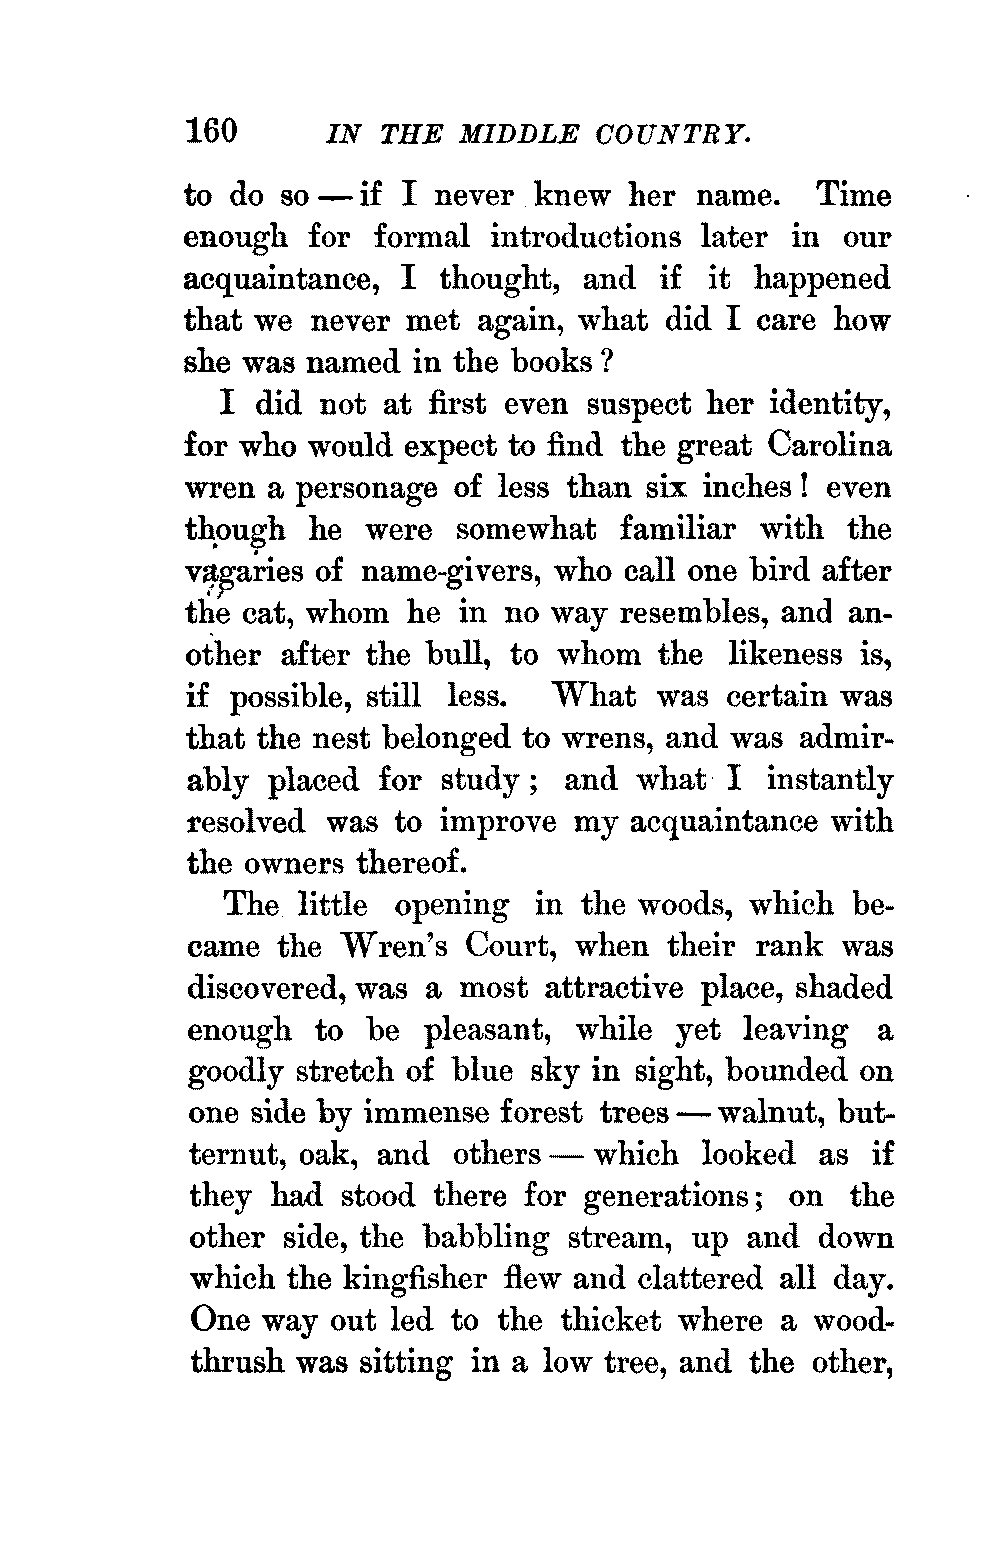 160 IN THE MIDDLE COUNTRY.
to do so — if I never knew her name. Time
enough for formal introductions later in our
acquaintance, I thought, and if it happened
that we never met again, what did I care how
she was named in the books ?
I did not at first even suspect her identity,
for who would expect to find the great Carolina
wren a personage of less than six inches ! even
though he were somewhat familiar with the
vagaries of name-givers, who call one bird after
the cat, whom he in no way resembles, and an-
other after the bull, to whom the likeness is,
if possible, still less. What was certain was
that the nest belonged to wrens, and was admir-
ably placed for study ; and what I instantly
resolved was to improve my acquaintance with
the owners thereof.
The little opening in the woods, which be-
came the Wren's Court, when their rank was
discovered, was a most attractive place, shaded
enough to be pleasant, while yet leaving a
goodly stretch of blue sky in sight, bounded on
one side by immense forest trees — walnut, but-
ternut, oak, and others — which looked as if
they had stood there for generations ; on the
other side, the babbling stream, up and down
which the kingfisher flew and clattered all day.
One way out led to the thicket where a wood-
thrush was sitting in a low tree, and the other,